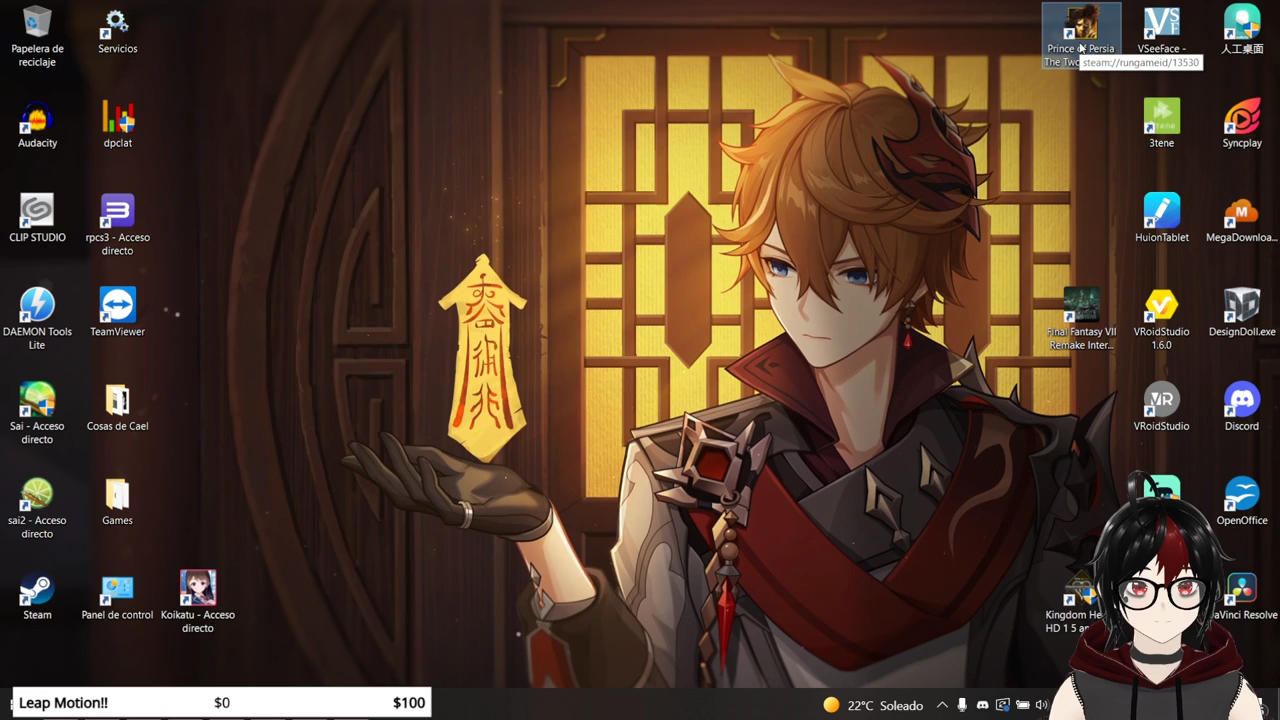 Papelera de
reciclaje
Servicios
Audacity
dpclat
CLIP STUDIO
rpcs3 - Acceso
directo
DAEMON Tools
Lite
TeamViewer
Sai - Acceso
directo
Cosas de Cael
sai2 - Acceso
directo
Games
Steam
Panel de control
Koikatu - Acceso
directo
Prince of Persia
The Two
steam://rungameid/13530
VSeeFace -
人工桌面
3tene
Syncplay
HuionTablet
MegaDownloa...
Final Fantasy VII
Remake Inter...
VRoidStudio
1.6.0
DesignDoll.exe
VRoidStudio
Discord
OpenOffice
Kingdom He
HD 1 5 a
DaVinci Resolve
Leap Motion!!
$0
$100
22°C Soleado